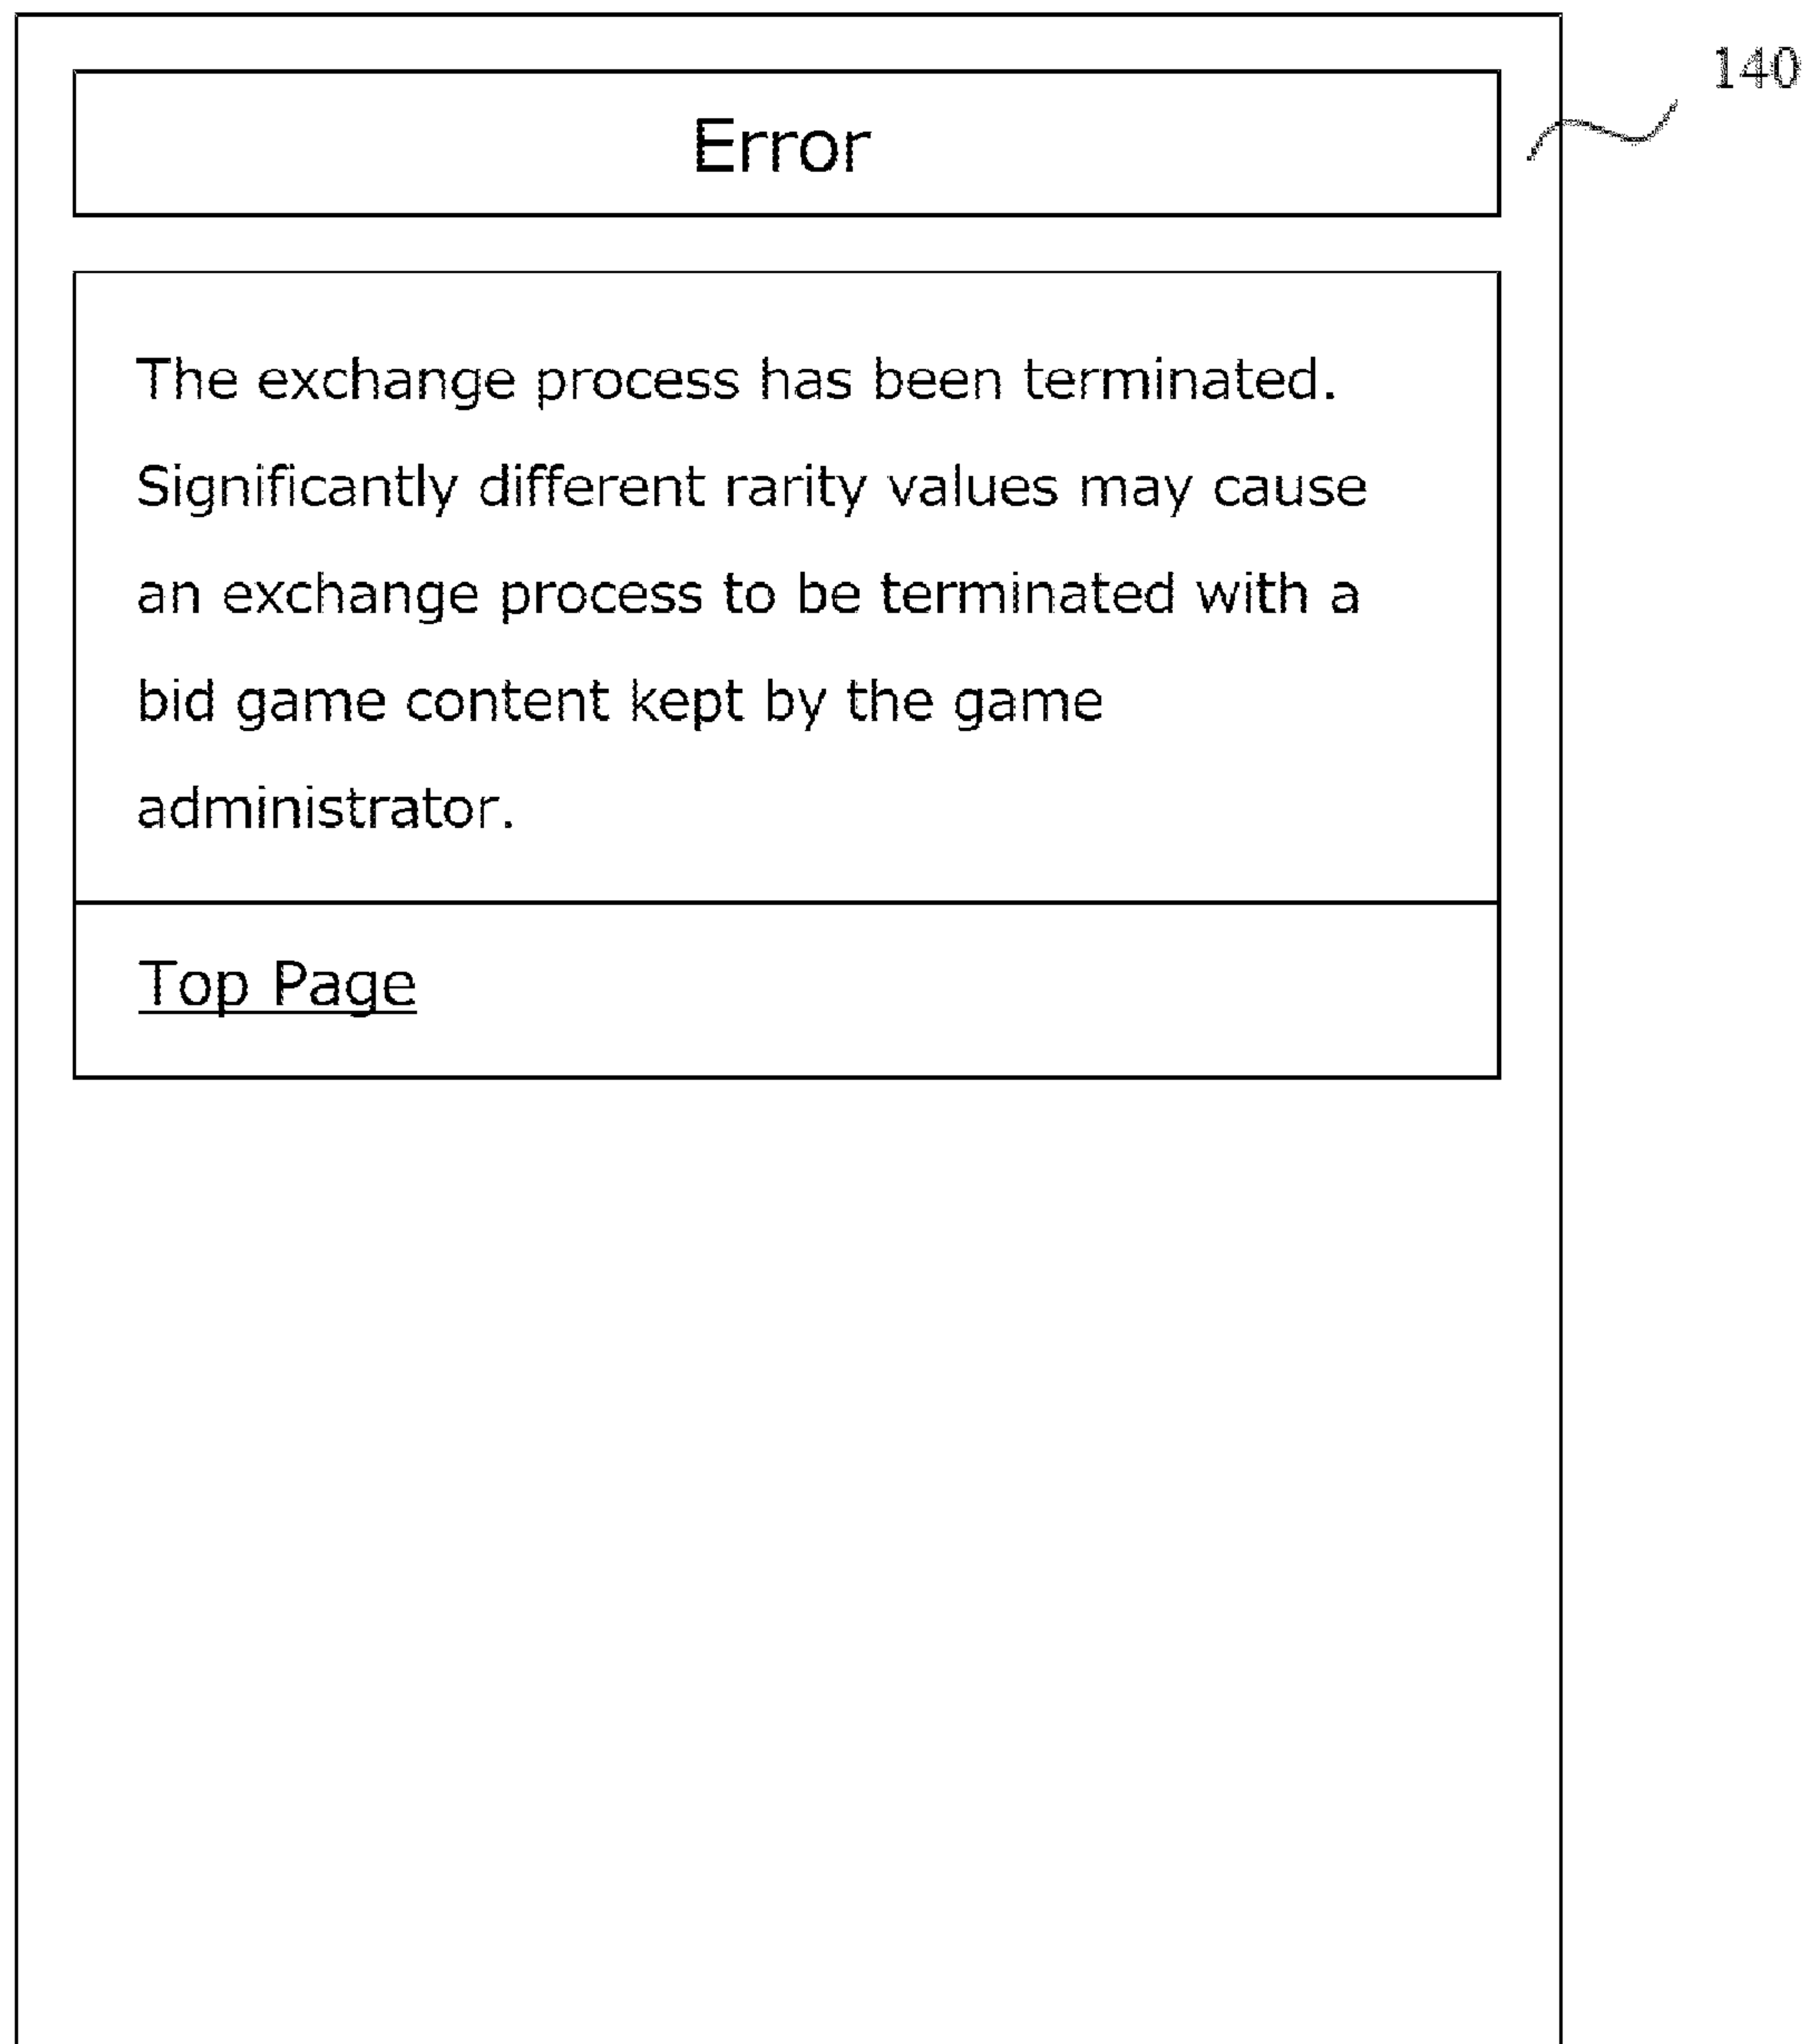 140
Error
The exchange process has been terminated.
Significantly different rarity values may cause
an exchange process to be terminated with a
bid game content kept by the game
administrator.
Top Page